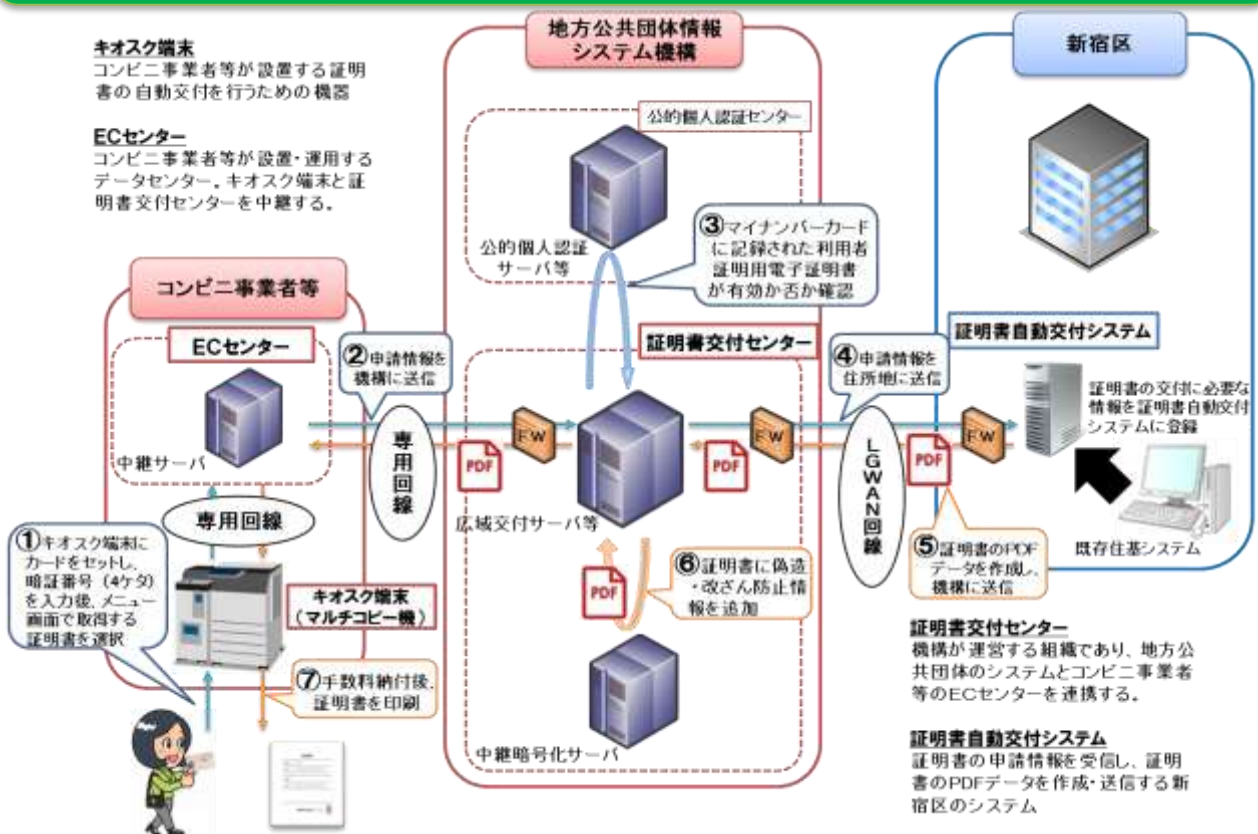 キオスク端末
コンビニ事業者等が設置する証明
書の自動交付を行うための機器
ECセンター
コンビニ事業者等が設置・運用する
データセンター。キオスク端末と証
明書交付センターを中継する。
地方公共団体情報
システム機構
新宿区
公的個人認証センター
公的個人認証
サーバ等
③マイナンバーカード
に記録された利用者
証明用電子証明書
が有効か否か確認
コンビニ事業者等
ECセンター
中継サーバ
②申請情報を
機構に送信
専用回線
FW
PDF
証明書交付センター
広域交付サーバ等
PDF
FW
④申請情報を
住所地に送信
LGWAN回線
PDF
FW
証明書自動交付システム
証明書の交付に必要な
情報を証明書自動交付
システムに登録
既存住基システム
⑤証明書のPDF
データを作成し、
機構に送信
PDF
⑥証明書に偽造
・改ざん防止情
報を追加
中継暗号化サーバ
専用回線
①キオスク端末に
カードをセットし、
暗証番号（4ケタ）
を入力後、メニュー
画面で取得する
証明書を選択
キオスク端末
（マルチコピー機）
⑦手数料納付後、
証明書を印刷
証明書交付センター
機構が運営する組織であり、地方公
共団体のシステムとコンビニ事業者
等のECセンターを連携する。
証明書自動交付システム
証明書の申請情報を受信し、証明
書のPDFデータを作成・送信する新
宿区のシステム